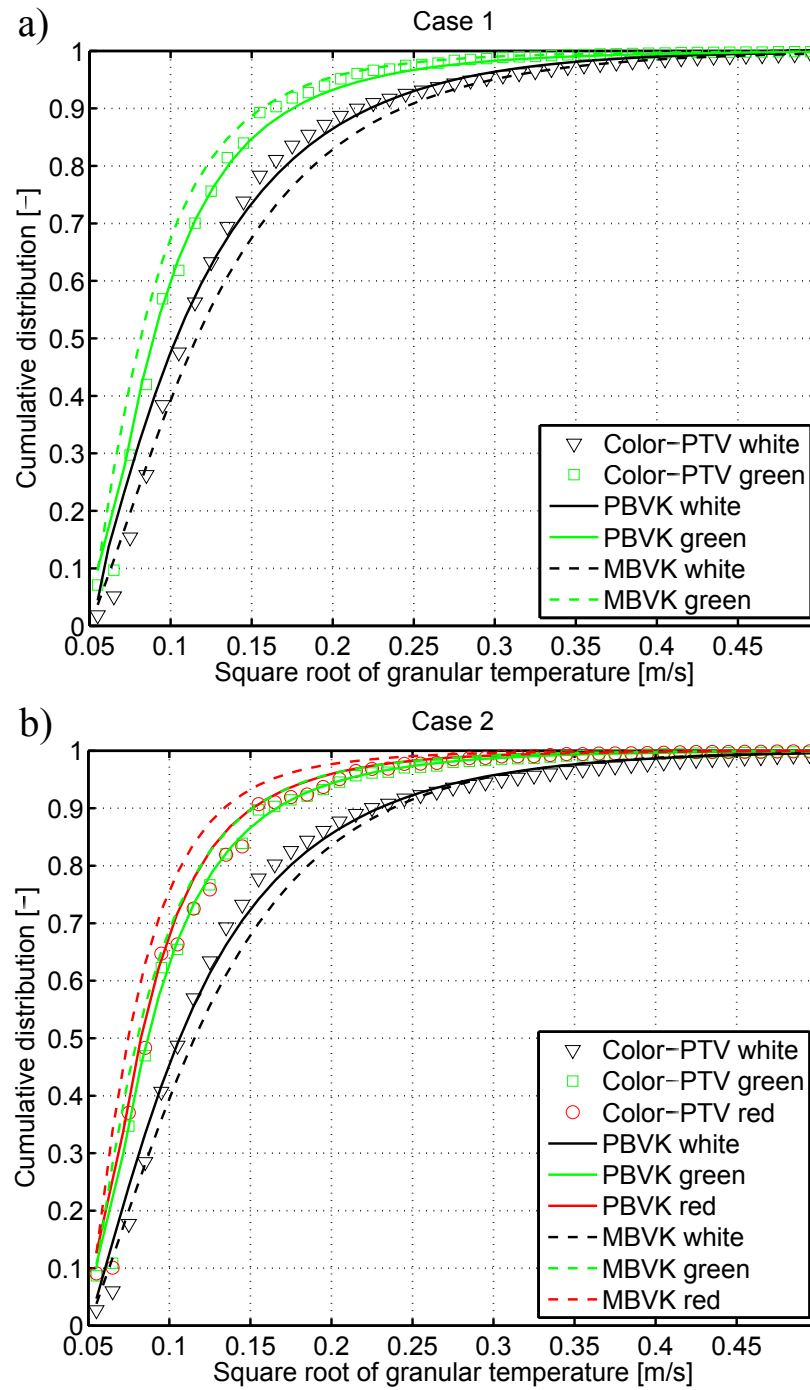 a)
Case 1
1
0.9
0.8
0.7
0.6
0.5
0.4
0.3
0.2
0.1
0
Cumulative distribution [−]
Color−PTV white
Color−PTV green
PBVK white
PBVK green
MBVK white
MBVK green
0.05 0.1 0.15 0.2 0.25 0.3 0.35 0.4 0.45
Square root of granular temperature [m/s]
b)
Case 2
1
0.9
0.8
0.7
0.6
0.5
0.4
0.3
0.2
0.1
0
Cumulative distribution [−]
Color−PTV white
Color−PTV green
Color−PTV red
PBVK white
PBVK green
PBVK red
MBVK white
MBVK green
MBVK red
0.05 0.1 0.15 0.2 0.25 0.3 0.35 0.4 0.45
Square root of granular temperature [m/s]